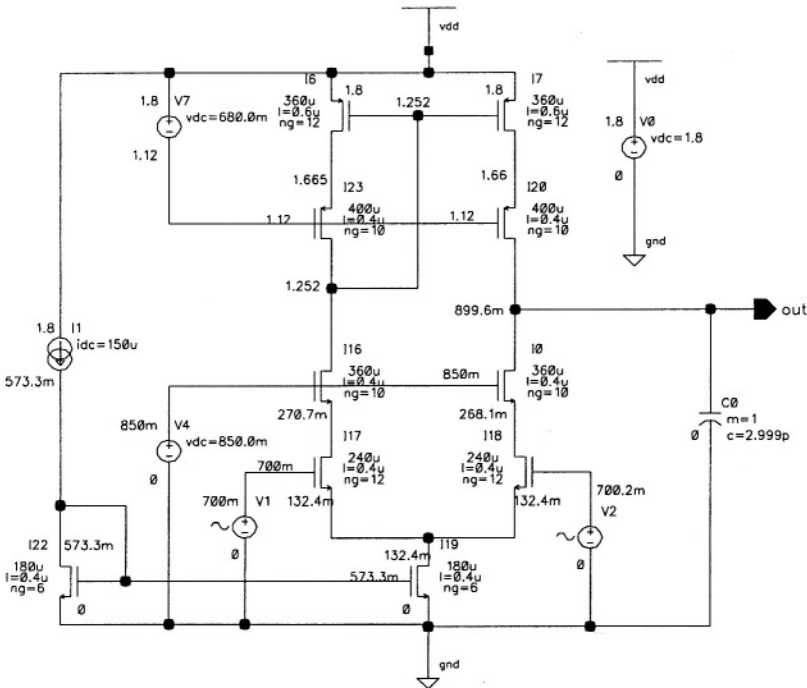 vdd
I6
I7
1.8
V7
vdc=680.0m
1.12
360u
l=0.6u
ng=12
1.8
1.252
1.8
360u
l=0.6u
ng=12
vdd
1.8
V0
vdc=1.8
0
gnd
1.665
I23
400u
l=0.4u
ng=10
1.12
1.66
I20
400u
l=0.4u
ng=10
1.12
1.252
899.6m
out
1.8
I1
idc=150u
573.3m
I16
360u
l=0.4u
ng=10
270.7m
850m
I0
360u
l=0.4u
ng=10
268.1m
C0
m=1
c=2.999p
0
850m
V4
vdc=850.0m
0
I17
240u
l=0.4u
ng=12
700m
132.4m
I18
240u
l=0.4u
ng=12
132.4m
700m
V1
0
700.2m
V2
0
I22
573.3m
180u
l=0.4u
ng=6
0
132.4m
I19
573.3m
180u
l=0.4u
ng=6
0
gnd